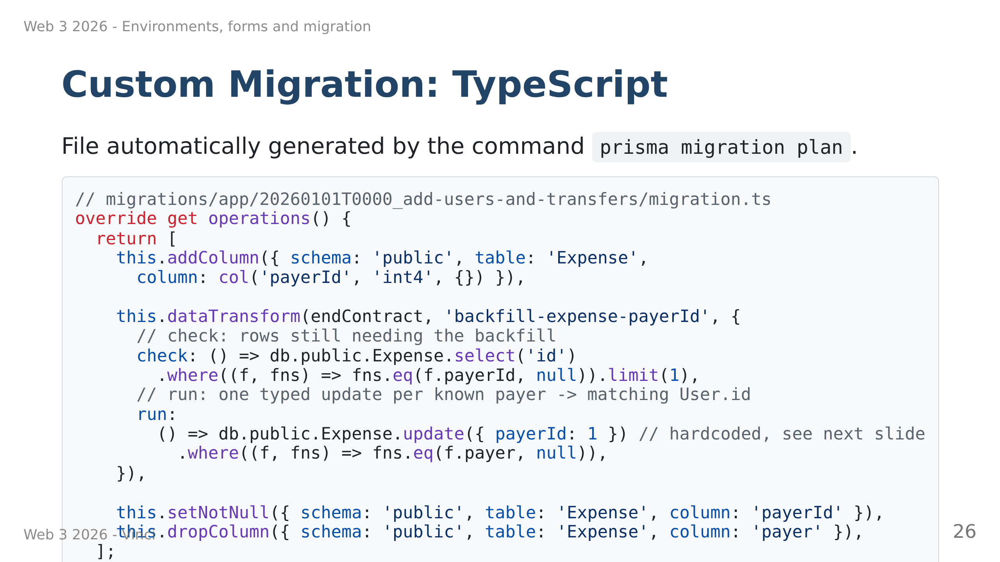 Web 3 2026 - Environments, forms and migration
Custom Migration: TypeScript
File automatically generated by the command prisma migration plan.
// migrations/app/20260101T0000_add-users-and-transfers/migration.ts
override get operations() {
  return [
    this.addColumn({ schema: 'public', table: 'Expense',
      column: col('payerId', 'int4', {}) }),

    this.dataTransform(endContract, 'backfill-expense-payerId', {
      // check: rows still needing the backfill
      check: () => db.public.Expense.select('id')
        .where((f, fns) => fns.eq(f.payerId, null)).limit(1),
      // run: one typed update per known payer -> matching User.id
      run:
        () => db.public.Expense.update({ payerId: 1 }) // hardcoded, see next slide
          .where((f, fns) => fns.eq(f.payer, null)),
    }),

    this.setNotNull({ schema: 'public', table: 'Expense', column: 'payerId' }),
    this.dropColumn({ schema: 'public', table: 'Expense', column: 'payer' }),
  ];
Web 3 2026 - Vinci
26